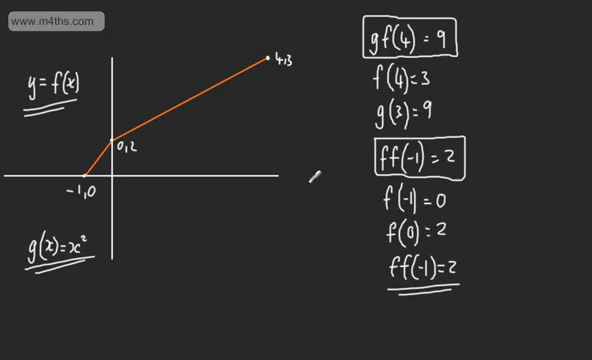 www.m4ths.com
y=f(x)
4,3
0,2
-1,0
g(x)=x²
gf(4)=9
f(4)=3
g(3)=9
ff(-1)=2
f(-1)=0
f(0)=2
ff(-1)=2